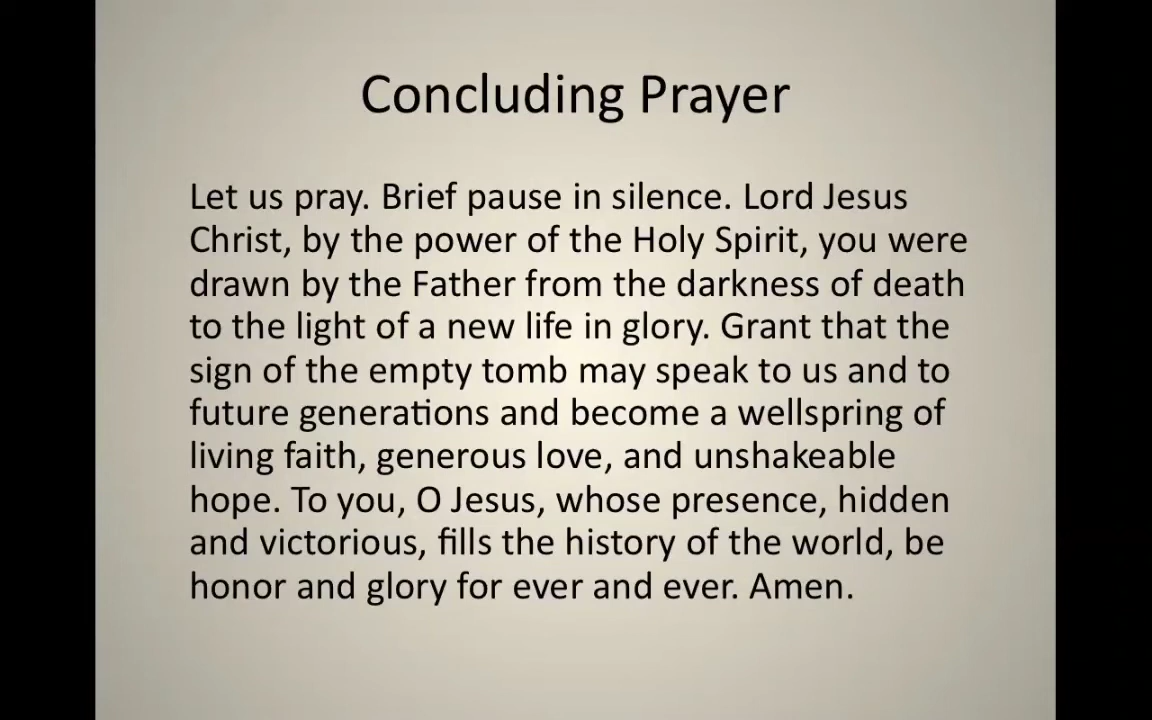 Concluding Prayer
Let us pray. Brief pause in silence. Lord Jesus
Christ, by the power of the Holy Spirit, you were
drawn by the Father from the darkness of death
to the light of a new life in glory. Grant that the
sign of the empty tomb may speak to us and to
future generations and become a wellspring of
living faith, generous love, and unshakeable
hope. To you, O Jesus, whose presence, hidden
and victorious, fills the history of the world, be
honor and glory for ever and ever. Amen.